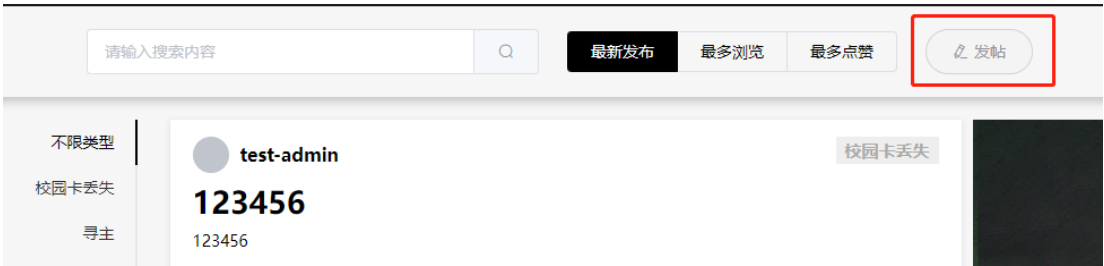 请输入搜索内容 最新发布 最多浏览 最多点赞 发帖
不限类型
校园卡丢失
寻主
test-admin 校园卡丢失
123456
123456